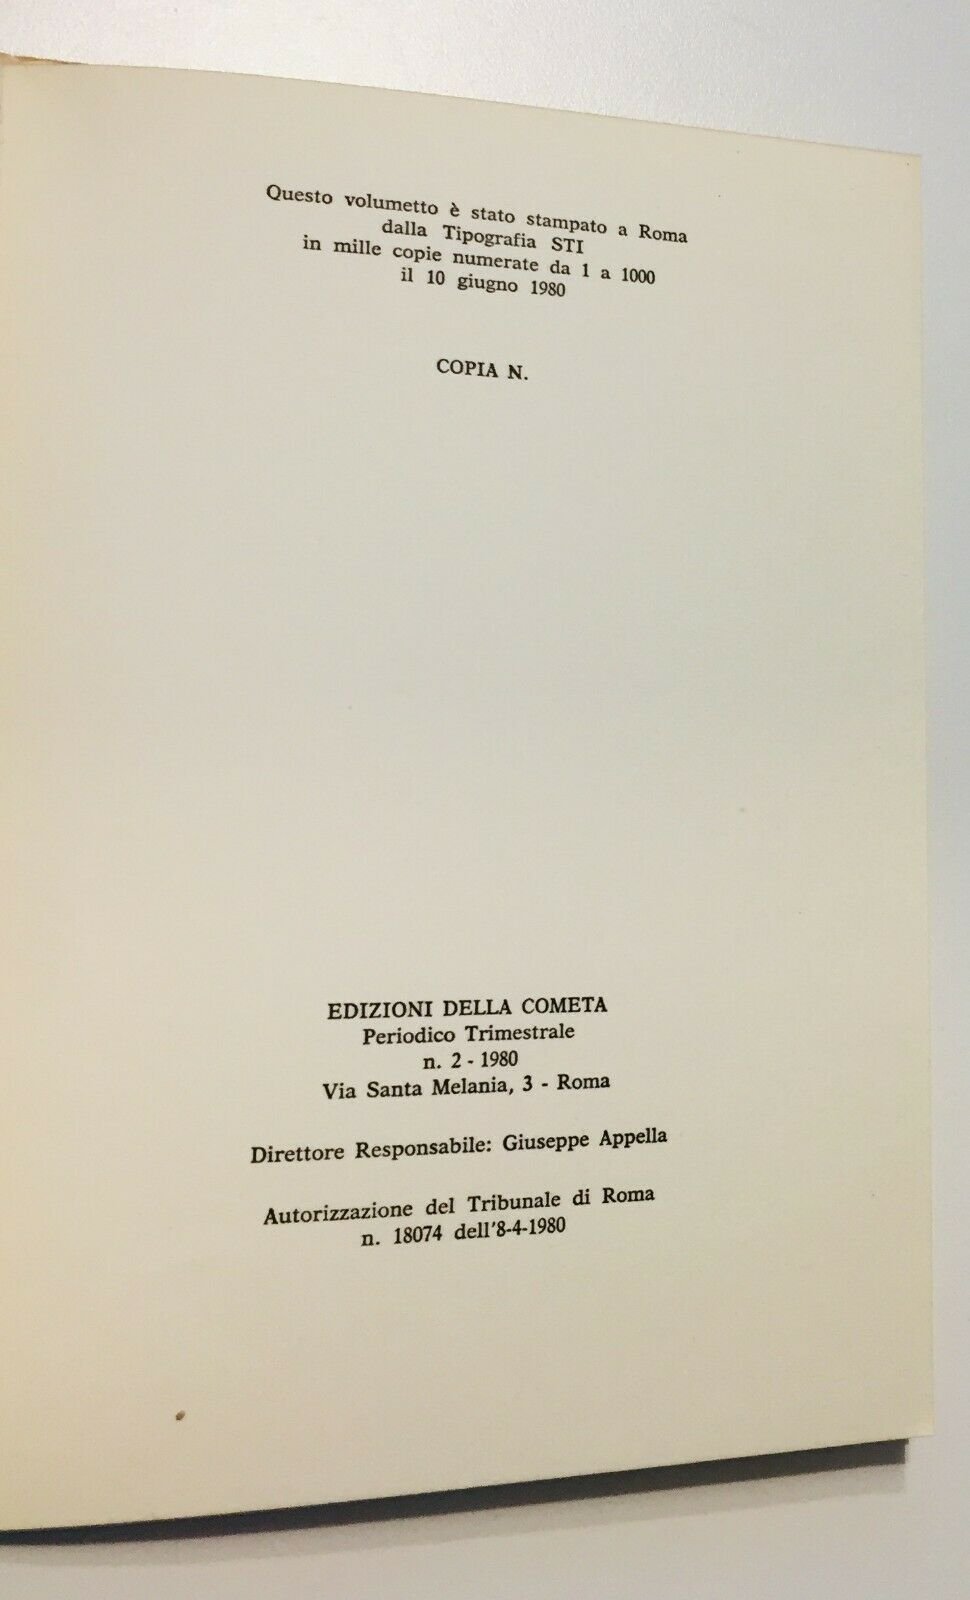 Questo volumetto è stato stampato a Roma
dalla Tipografia STI
in mille copie numerate da 1 a 1000
il 10 giugno 1980
COPIA N.
EDIZIONI DELLA COMETA
Periodico Trimestrale
n. 2 - 1980
Via Santa Melania, 3 - Roma
Direttore Responsabile: Giuseppe Appella
Autorizzazione del Tribunale di Roma
n. 18074 dell'8-4-1980